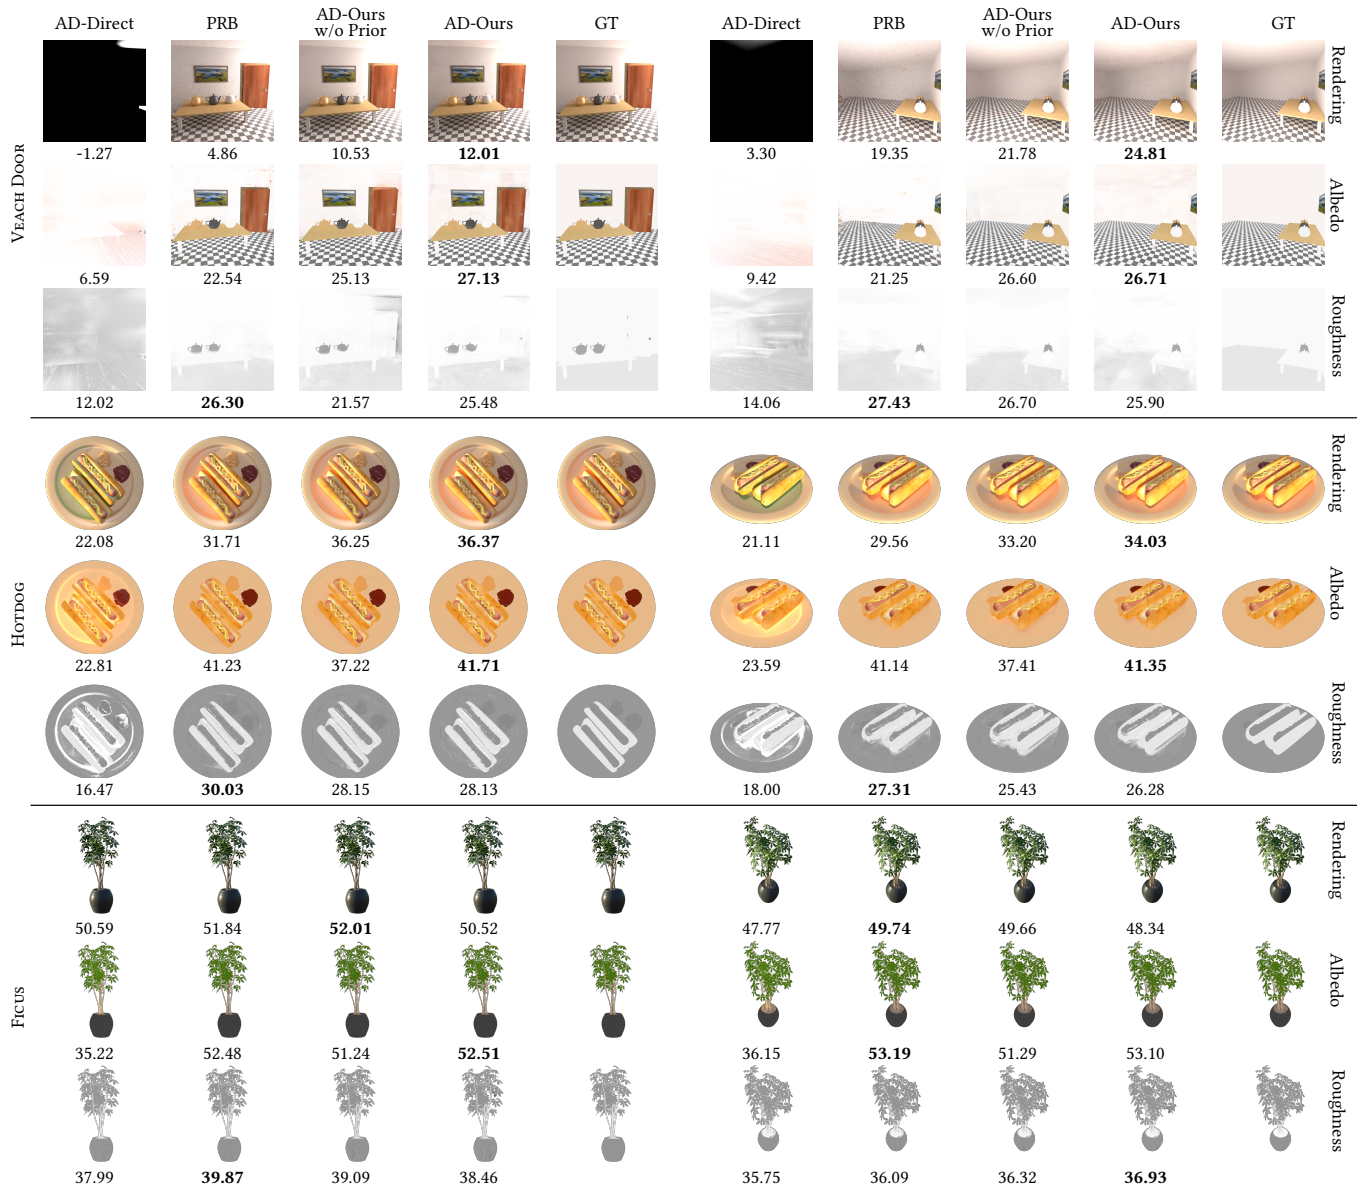 AD-Direct PRB AD-Ours w/o Prior AD-Ours GT AD-Direct PRB AD-Ours w/o Prior AD-Ours GT
VEACH DOOR
Rendering
-1.27 4.86 10.53 12.01 3.30 19.35 21.78 24.81
Albedo
6.59 22.54 25.13 27.13 9.42 21.25 26.60 26.71
Roughness
12.02 26.30 21.57 25.48 14.06 27.43 26.70 25.90
HOTDOG
Rendering
22.08 31.71 36.25 36.37 21.11 29.56 33.20 34.03
Albedo
22.81 41.23 37.22 41.71 23.59 41.14 37.41 41.35
Roughness
16.47 30.03 28.15 28.13 18.00 27.31 25.43 26.28
FICUS
Rendering
50.59 51.84 52.01 50.52 47.77 49.74 49.66 48.34
Albedo
35.22 52.48 51.24 52.51 36.15 53.19 51.29 53.10
Roughness
37.99 39.87 39.09 38.46 35.75 36.09 36.32 36.93